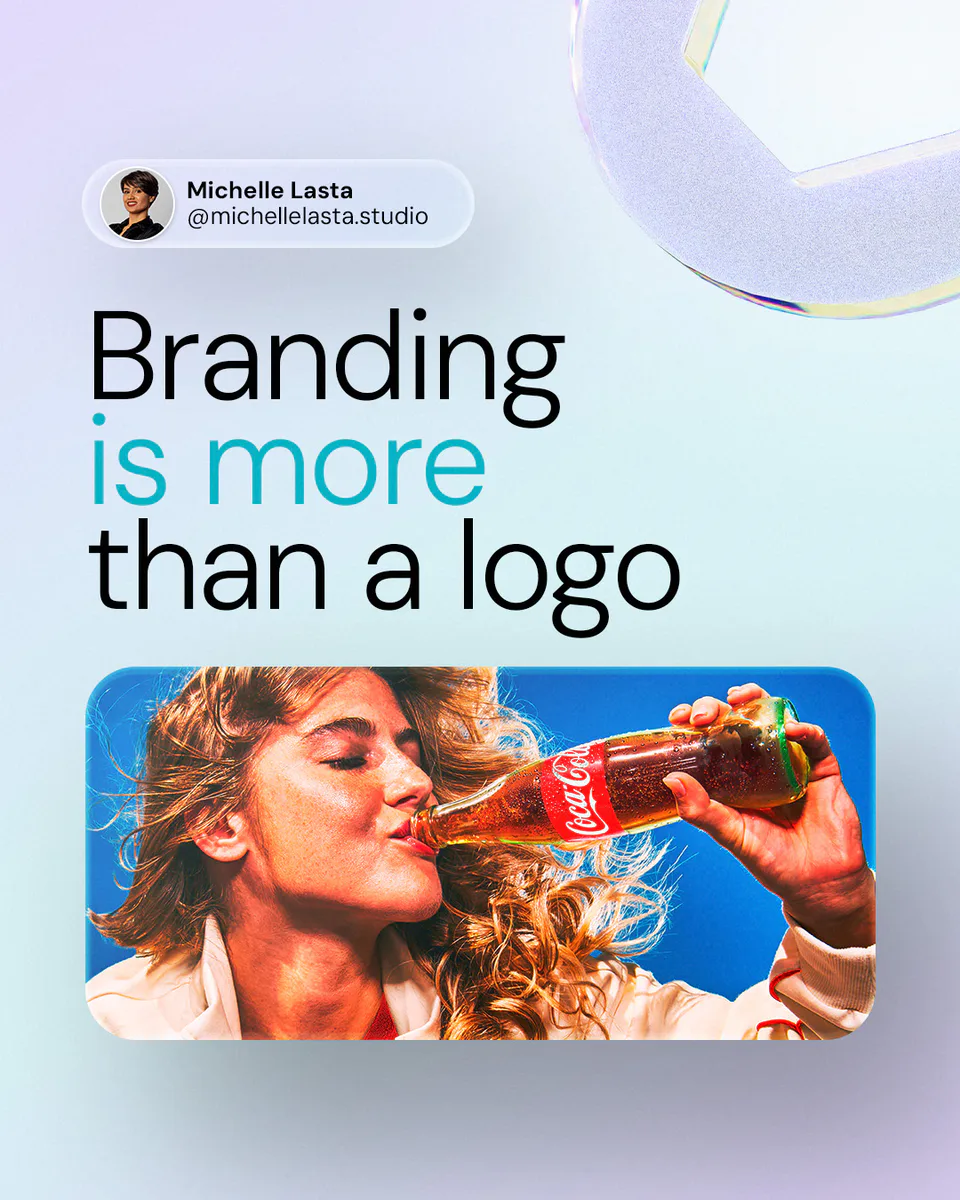 Michelle Lasta
@michellelasta.studio
Branding
is more
than a logo
Coca-Cola